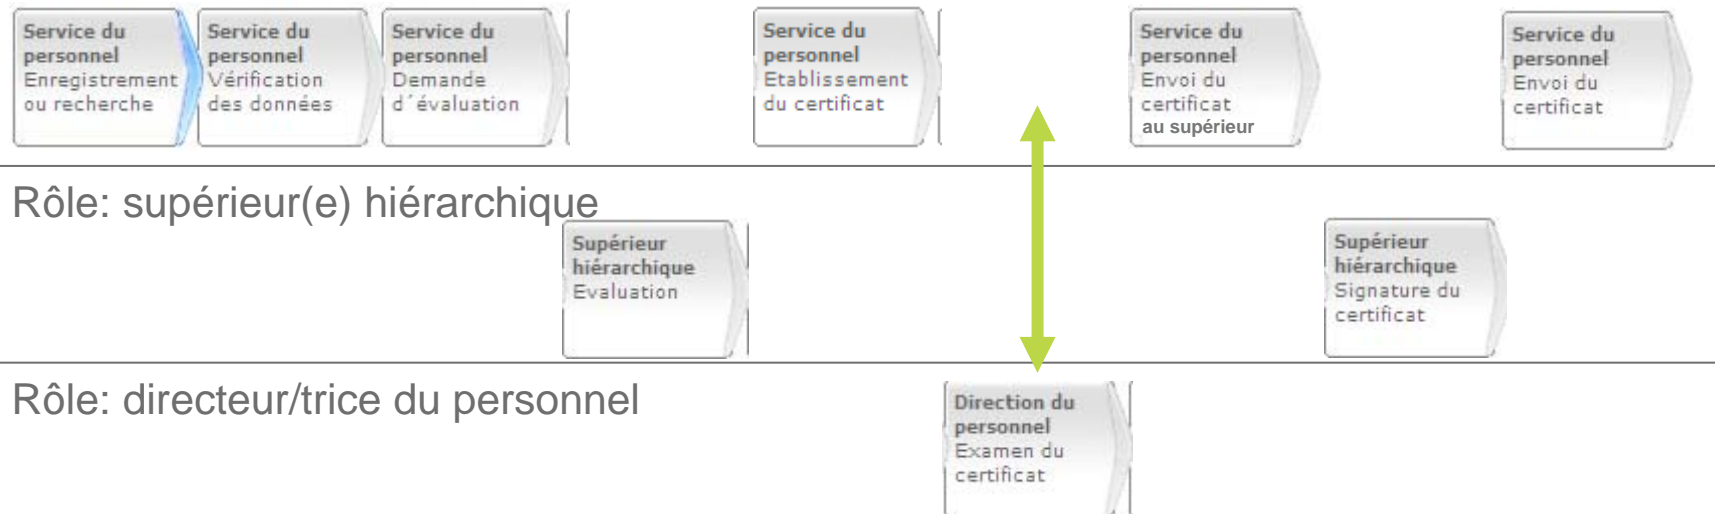 Service du
personnel
Enregistrement
ou recherche
Service du
personnel
Vérification
des données
Service du
personnel
Demande
d´évaluation
Service du
personnel
Etablissement
du certificat
Service du
personnel
Envoi du
certificat
au supérieur
Service du
personnel
Envoi du
certificat
Rôle: supérieur(e) hiérarchique
Supérieur
hiérarchique
Evaluation
Supérieur
hiérarchique
Signature du
certificat
Rôle: directeur/trice du personnel
Direction du
personnel
Examen du
certificat